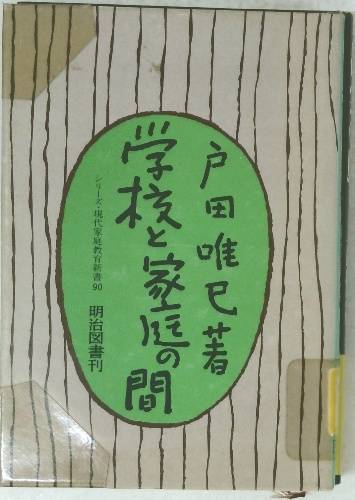 戸田唯巳著
学校と家庭の間
シリーズ・現代家庭教育新書90
明治図書刊